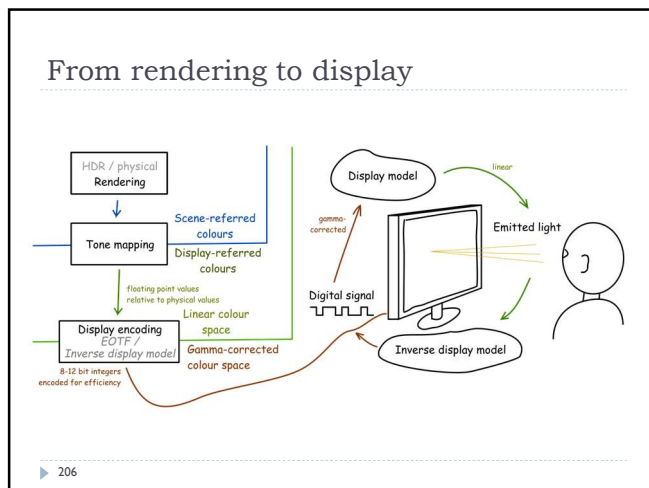 From rendering to display
HDR / physical
Rendering
Tone mapping
Scene-referred
colours
Display-referred
colours
floating point values
relative to physical values
Linear colour
space
Display encoding
EOTF /
Inverse display model
Gamma-corrected
colour space
8-12 bit integers
encoded for efficiency
Display model
linear
gamma-
corrected
Emitted light
Digital signal
Inverse display model
206